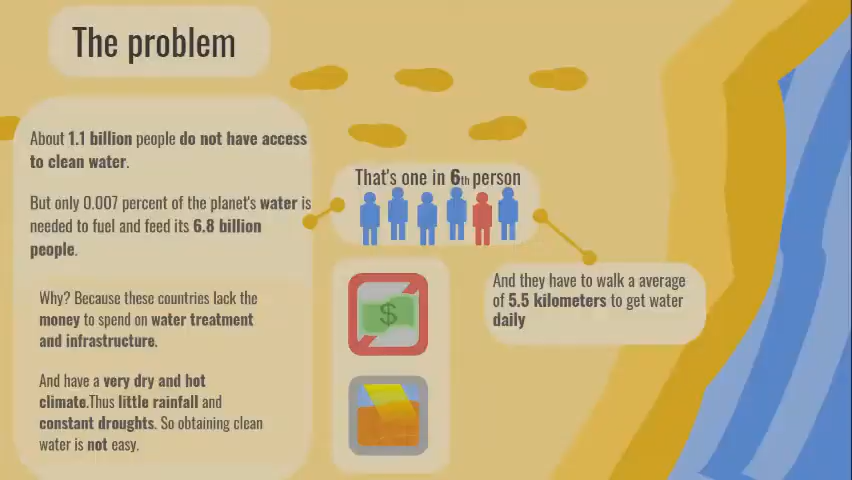 The problem
About 1.1 billion people do not have access
to clean water.
But only 0.007 percent of the planet's water is
needed to fuel and feed its 6.8 billion
people.
Why? Because these countries lack the
money to spend on water treatment
and infrastructure.
And have a very dry and hot
climate.Thus little rainfall and
constant droughts. So obtaining clean
water is not easy.
That's one in 6th person
$
And they have to walk a average
of 5.5 kilometers to get water
daily